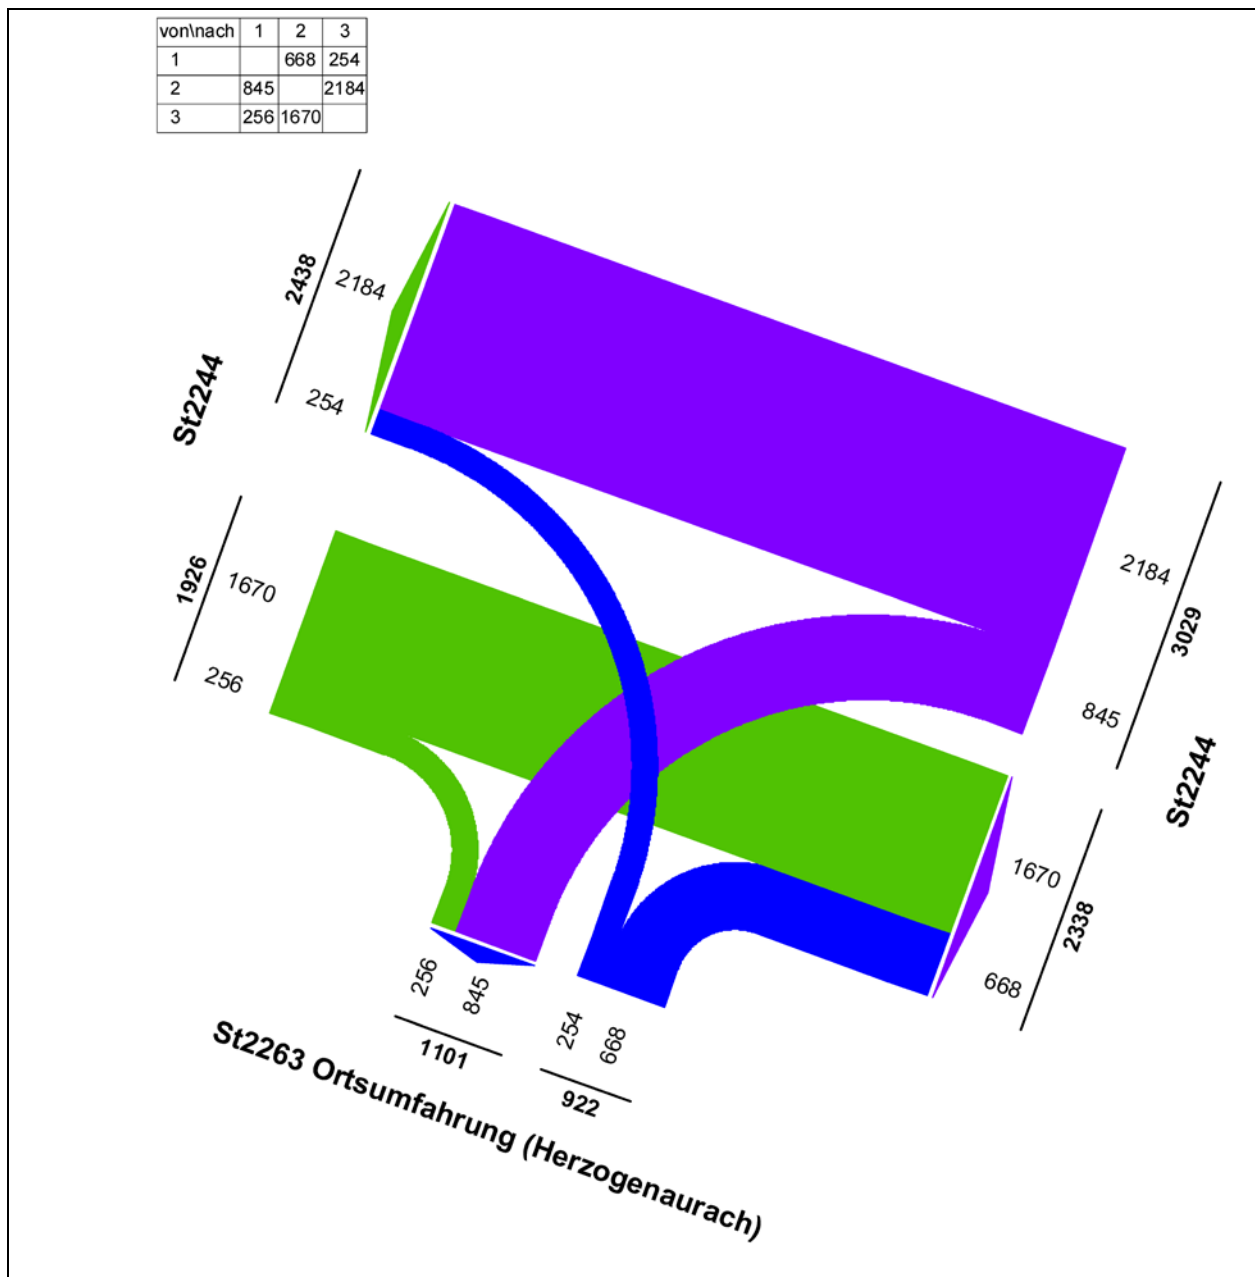 von\nach 1 2 3
1 668 254
2 845 2184
3 256 1670
2438
2184
254
St2244
1926
1670
256
2184
3029
845
St2244
1670
2338
668
256
845
1101
254
668
922
St2263 Ortsumfahrung (Herzogenaurach)